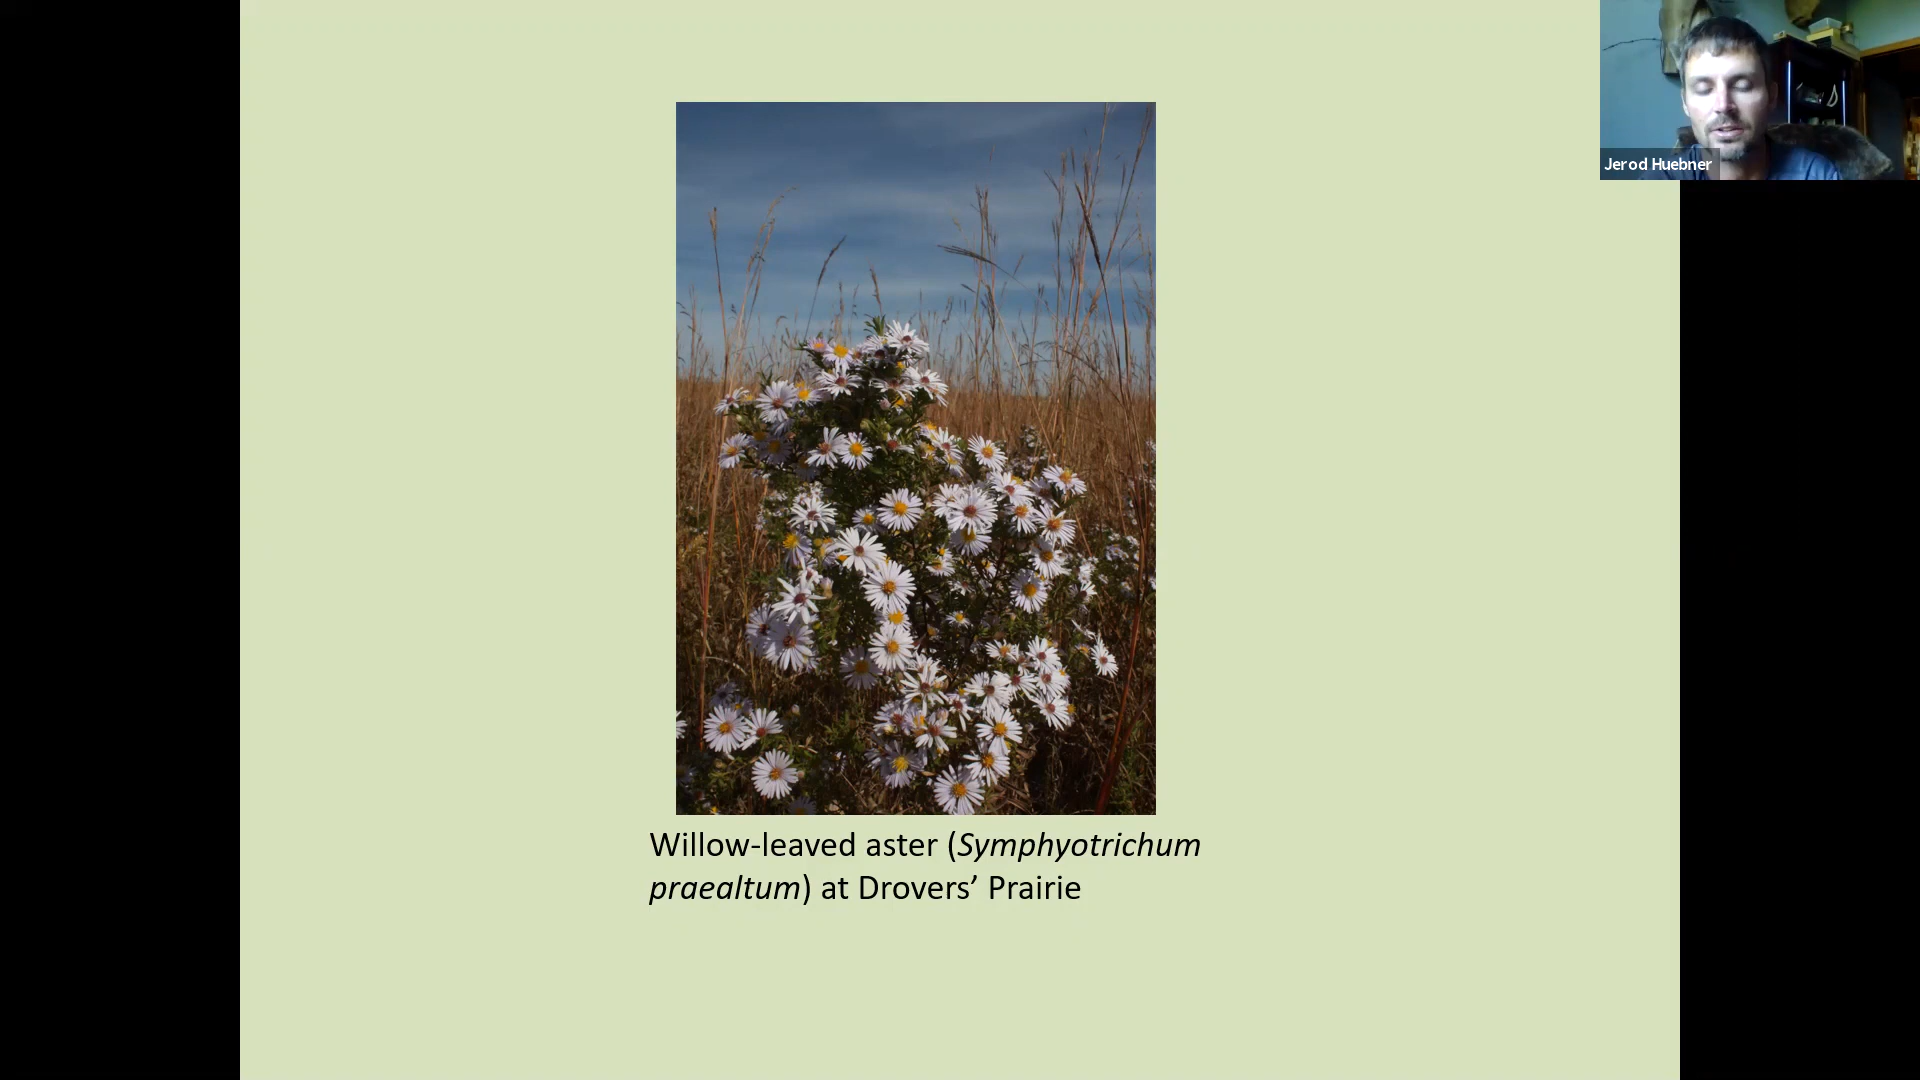 Jerod Huebner
Willow-leaved aster (Symphyotrichum
praealtum) at Drovers’ Prairie